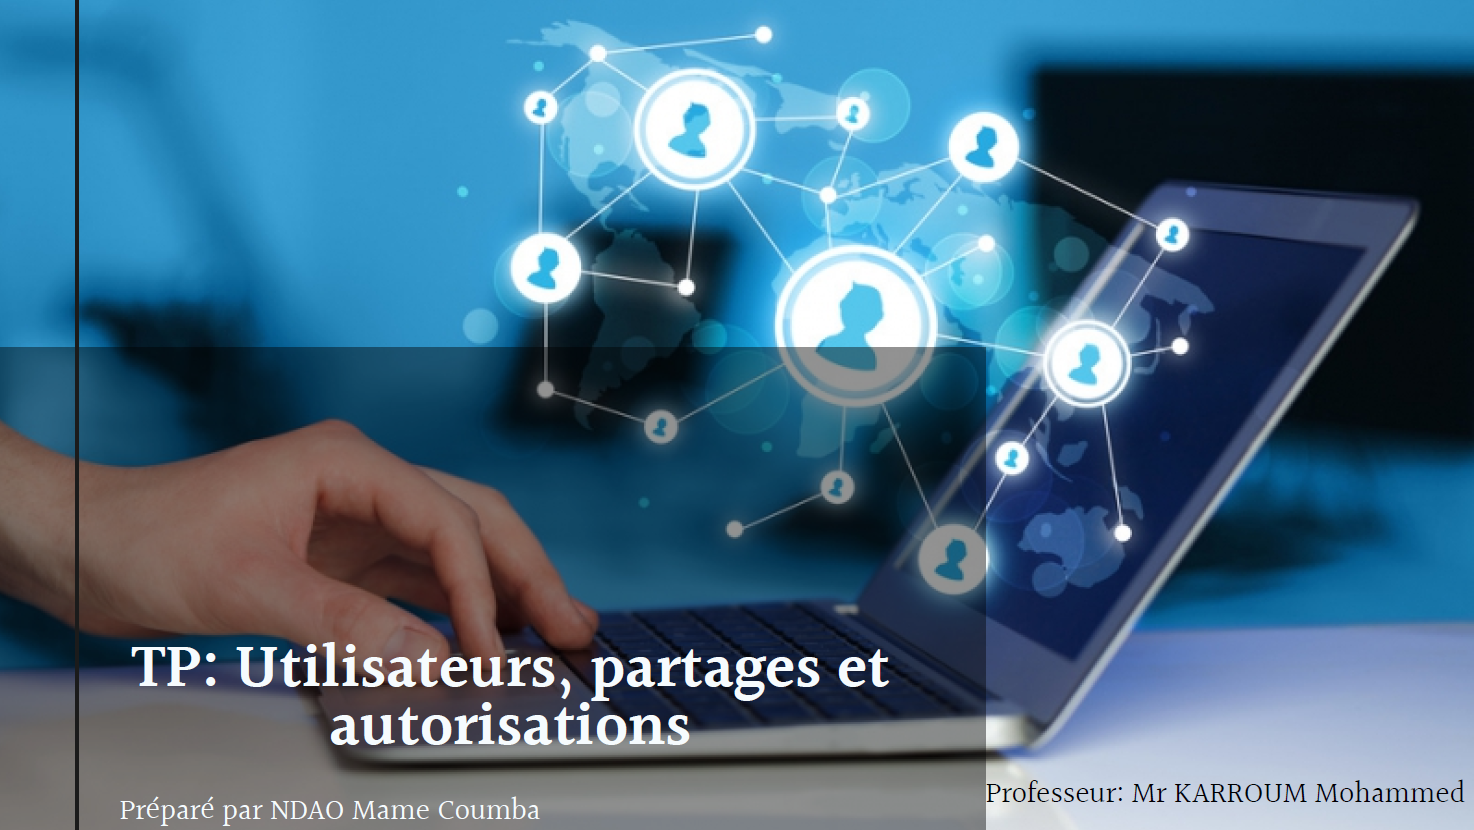 TP: Utilisateurs, partages et
autorisations
Préparé par NDAO Mame Coumba
Professeur: Mr KARROUM Mohammed